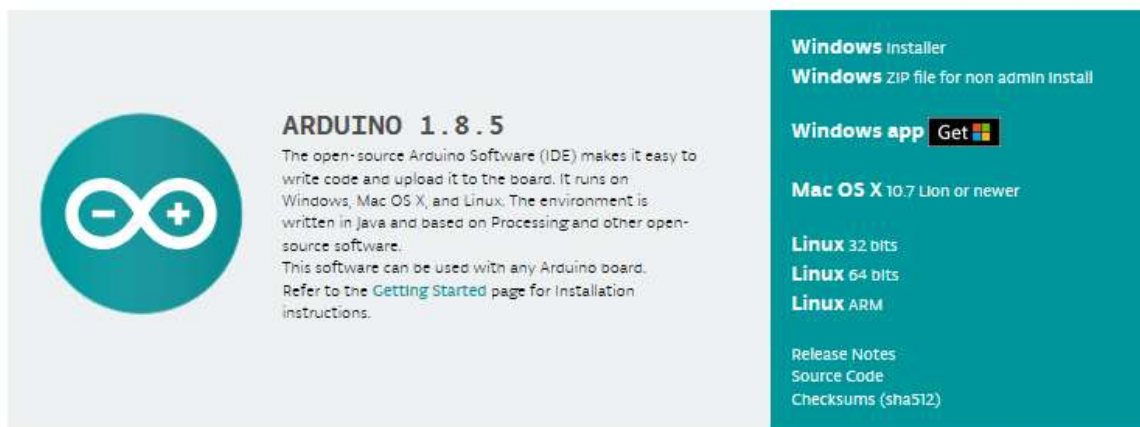 ARDUINO 1.8.5
The open-source Arduino Software (IDE) makes it easy to
write code and upload it to the board. It runs on
Windows, Mac OS X, and Linux. The environment is
written in Java and based on Processing and other open-
source software.
This software can be used with any Arduino board.
Refer to the Getting Started page for Installation
instructions.
Windows Installer
Windows ZIP file for non admin install
Windows app Get
Mac OS X 10.7 Lion or newer
Linux 32 bits
Linux 64 bits
Linux ARM
Release Notes
Source Code
Checksums (sha512)